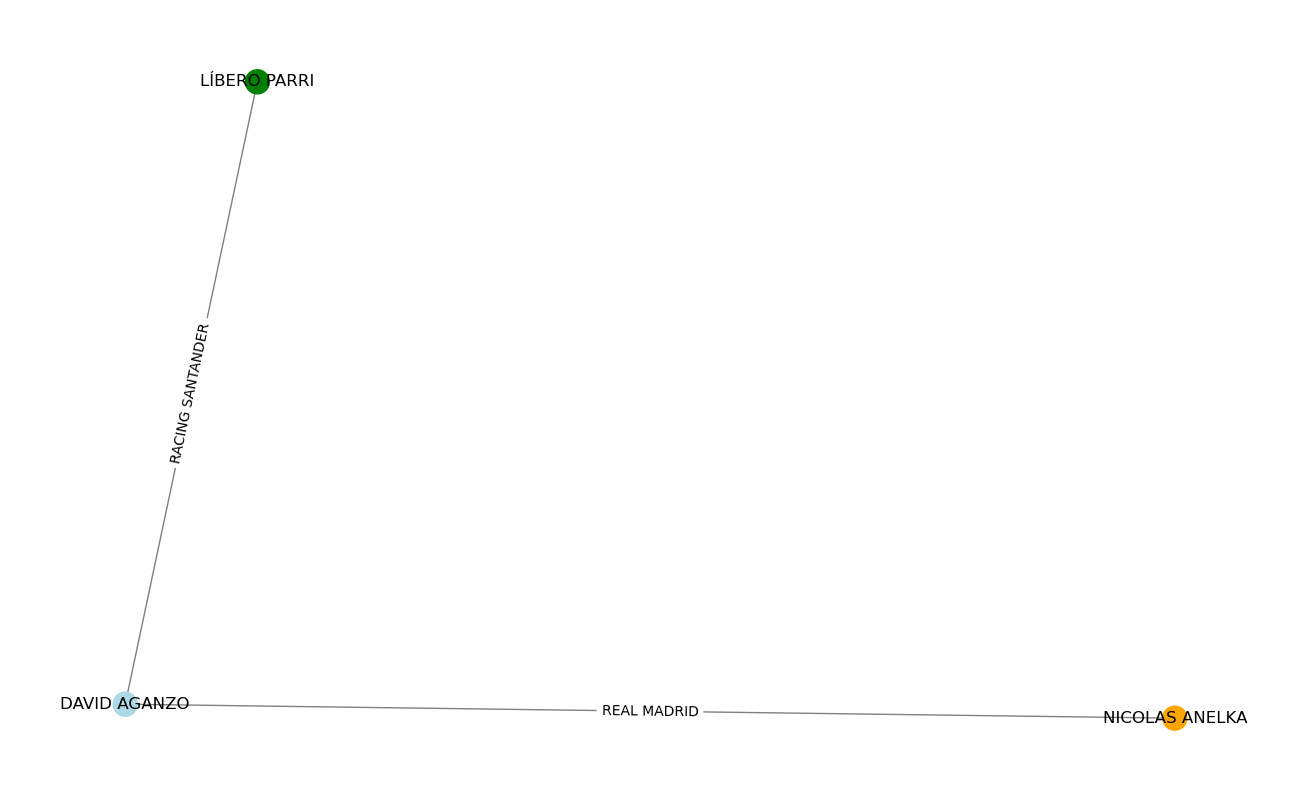 LÍBERO PARRI
RACING SANTANDER
DAVID AGANZO
REAL MADRID
NICOLAS ANELKA